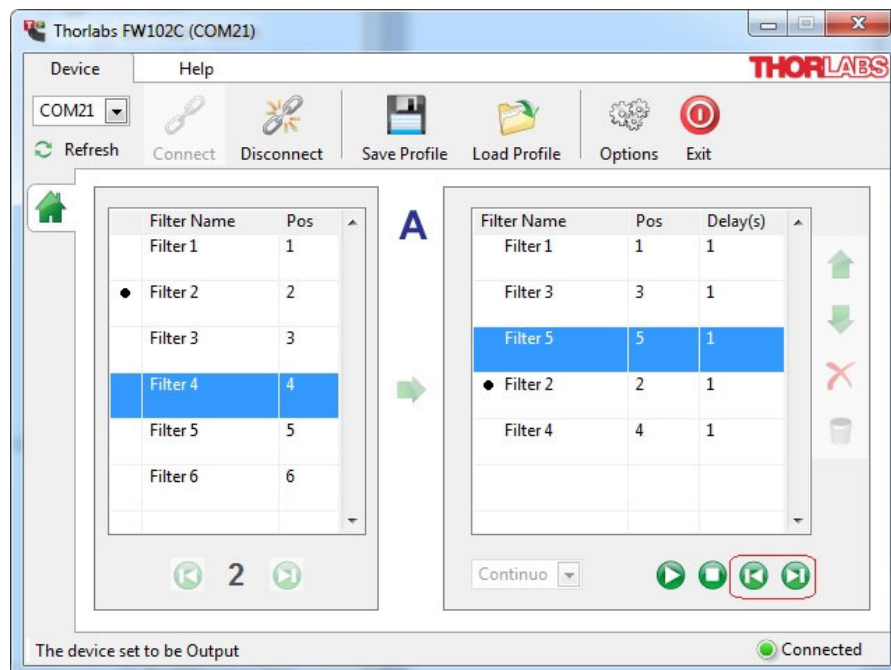 Thorlabs FW102C (COM21)
Device Help
THORLABS
COM21
Refresh Connect Disconnect Save Profile Load Profile Options Exit
Filter Name Pos
Filter 1 1
Filter 2 2
Filter 3 3
Filter 4 4
Filter 5 5
Filter 6 6
2
A
Filter Name Pos Delay(s)
Filter 1 1 1
Filter 3 3 1
Filter 5 5 1
Filter 2 2 1
Filter 4 4 1
Continuo
The device set to be Output Connected